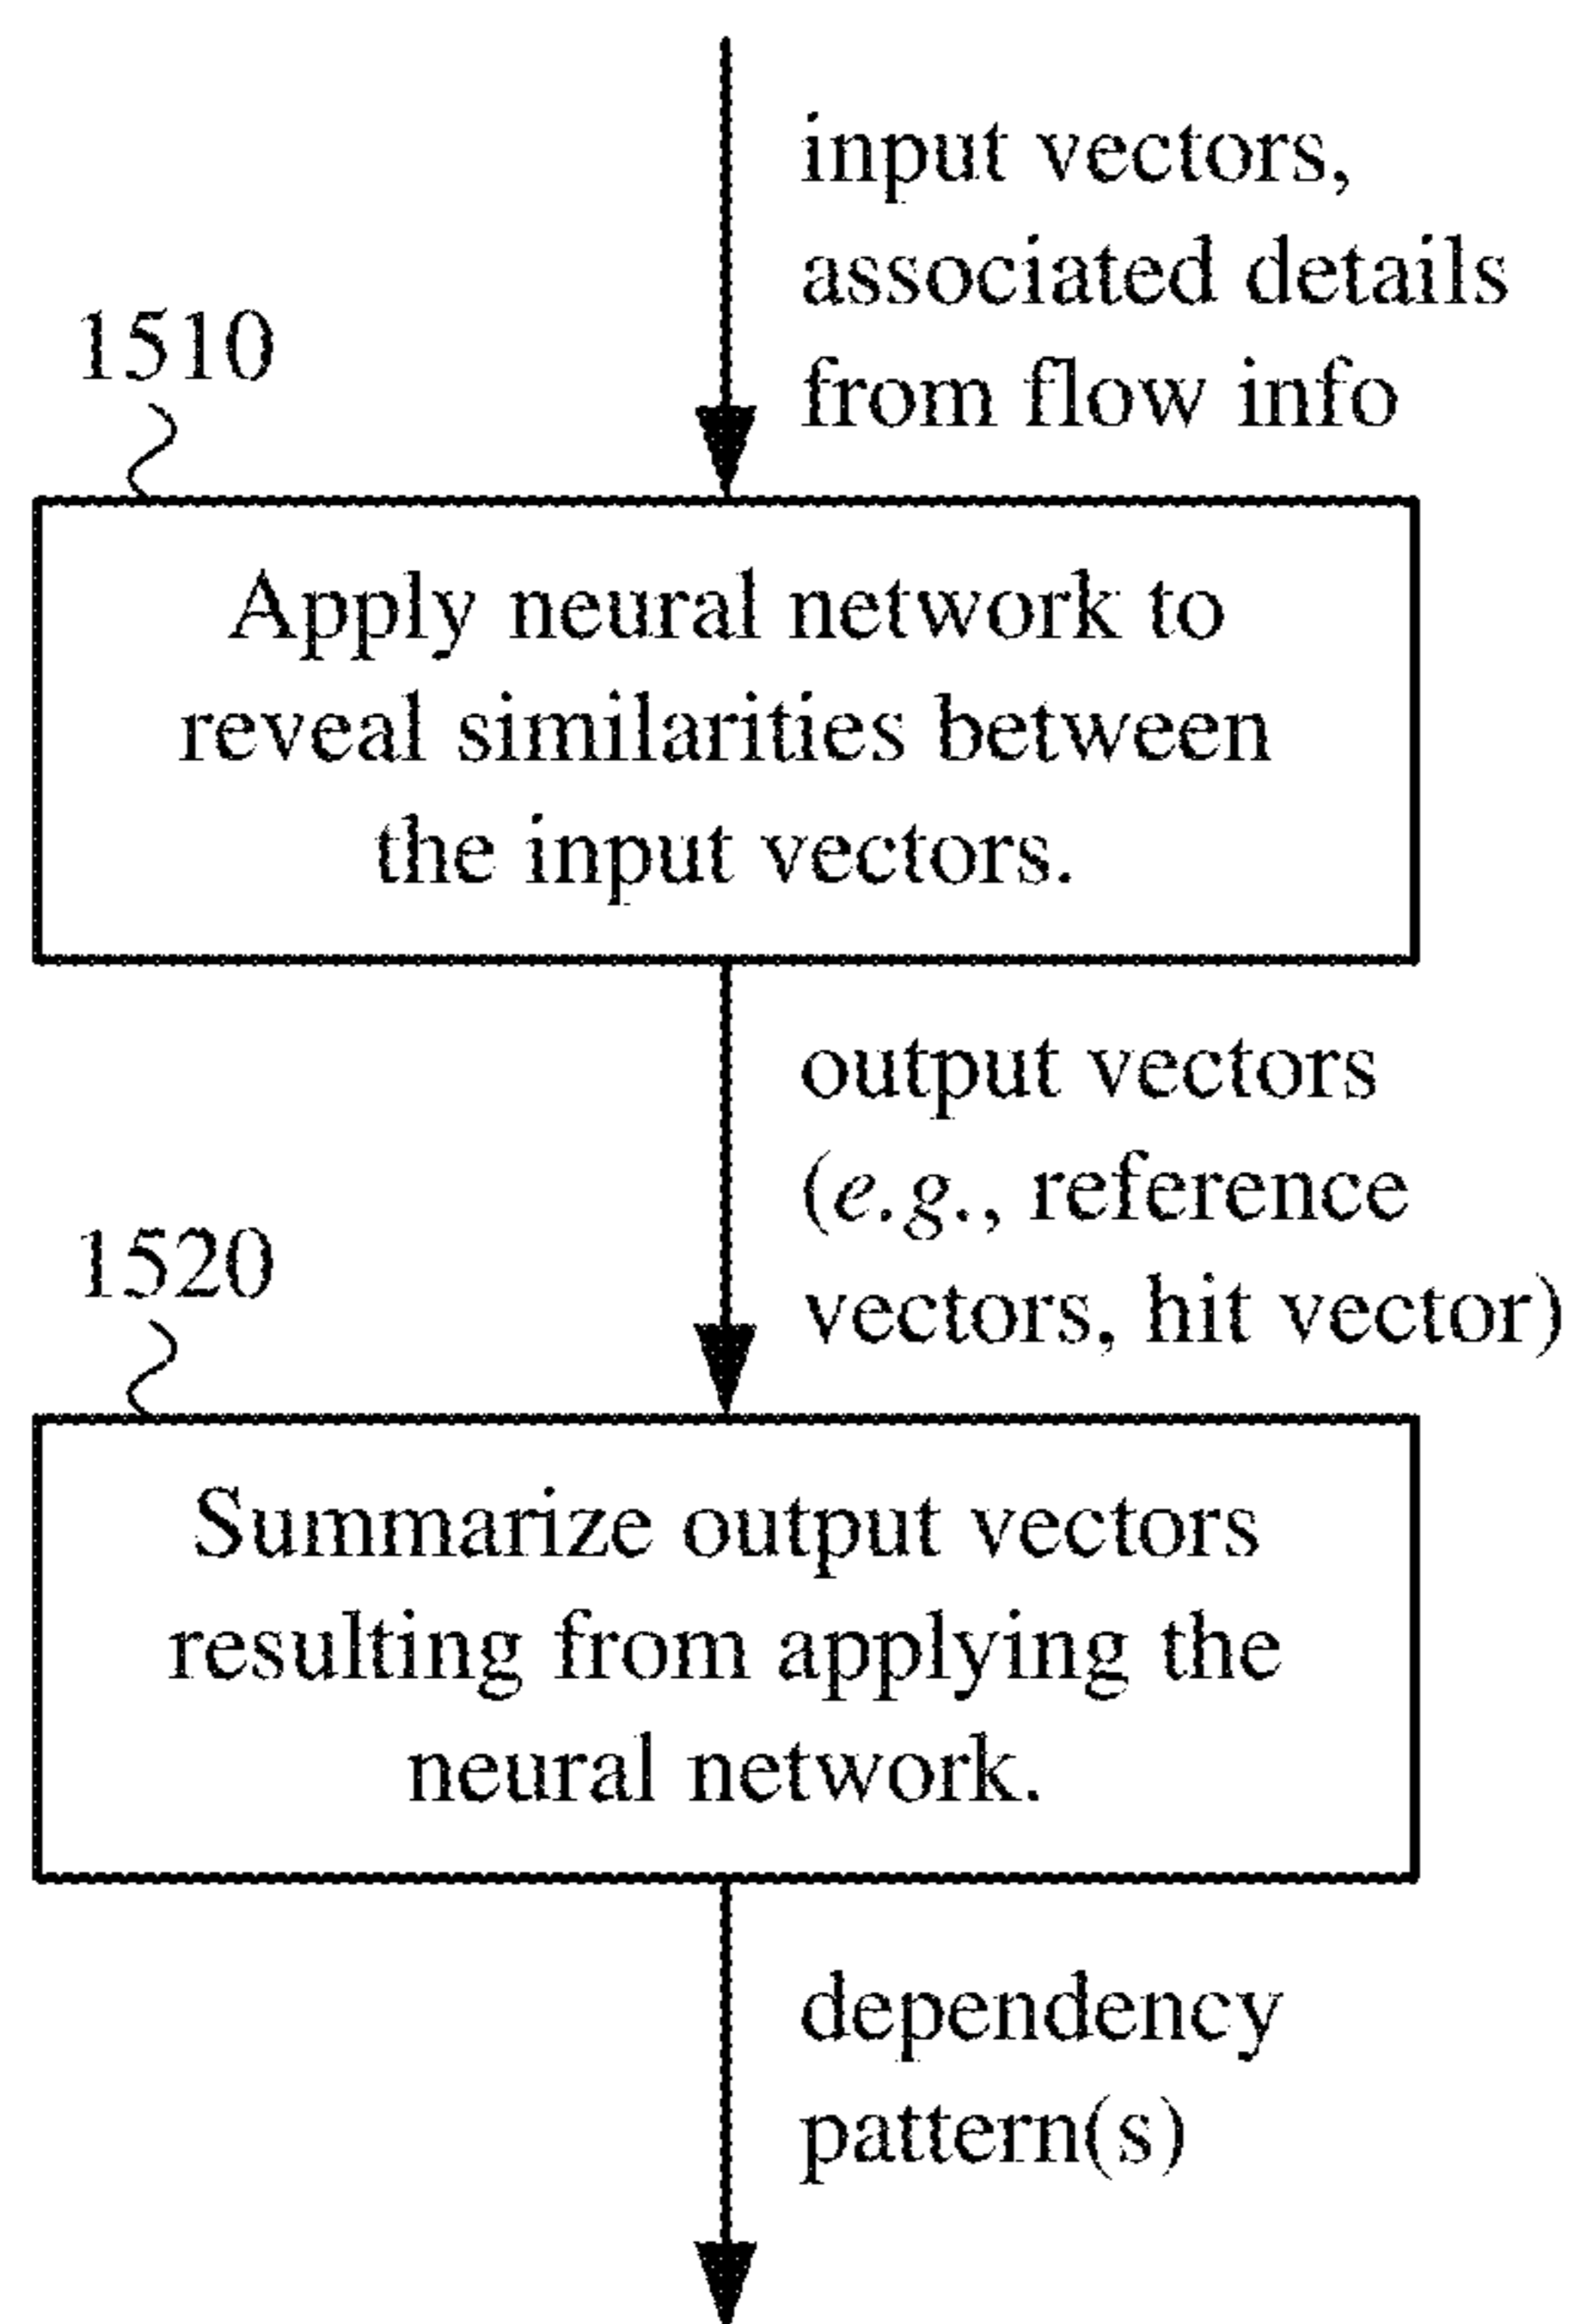 input vectors,
associated details
from flow info
1510
Apply neural network to
reveal similarities between
the input vectors.
output vectors
(e.g., reference
vectors, hit vector)
1520
Summarize output vectors
resulting from applying the
neural network.
dependency
pattern(s)